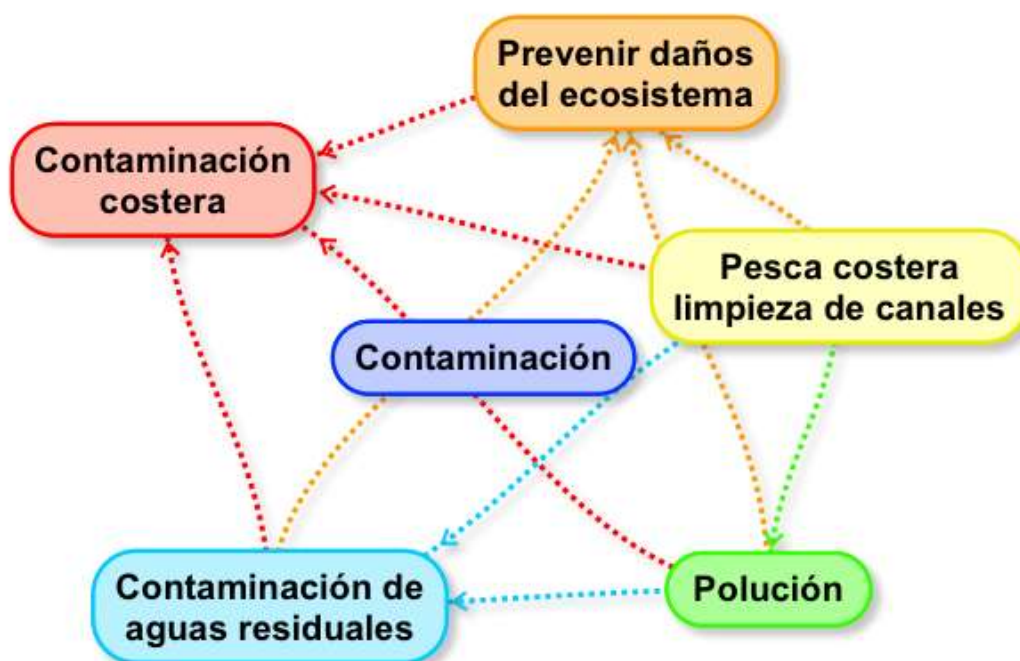 Prevenir daños
del ecosistema
Contaminación
costera
Pesca costera
limpieza de canales
Contaminación
Contaminación de
aguas residuales
Polución